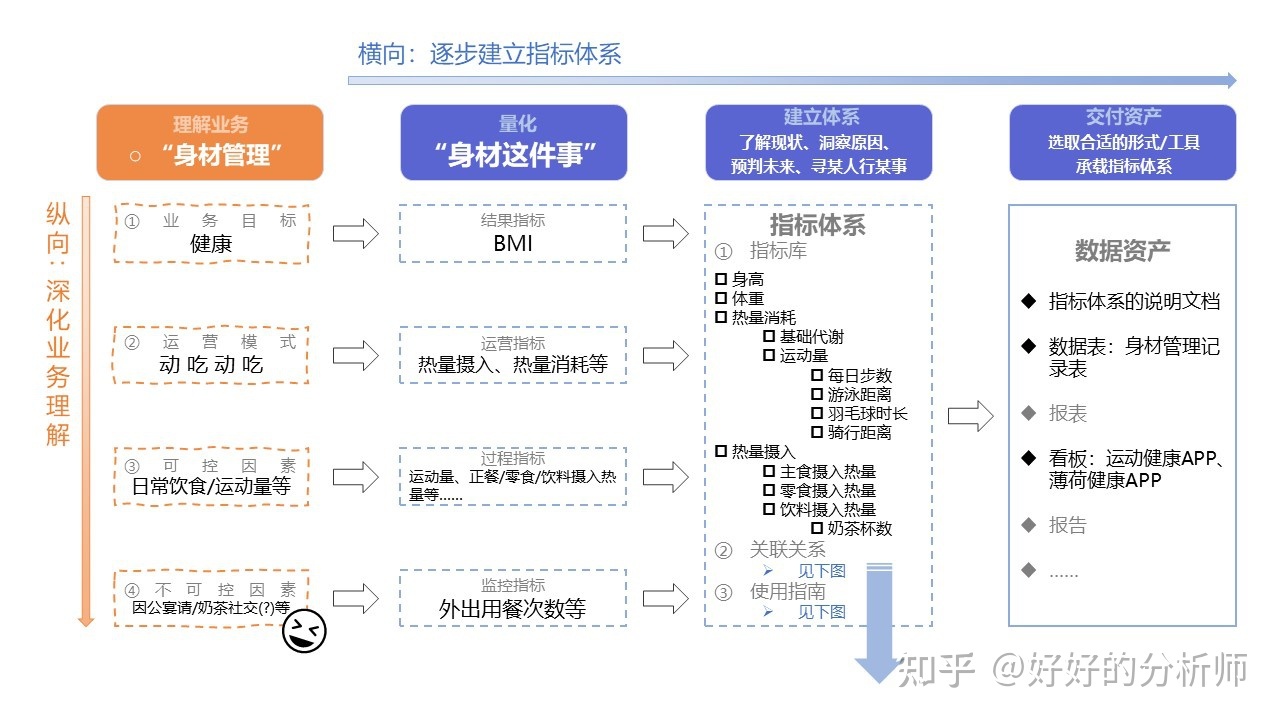 横向：逐步建立指标体系
纵向：深化业务理解
理解业务
○ “身材管理”
① 业务目标
健康
② 运营模式
动 吃 动 吃
③ 可控因素
日常饮食/运动量等
④ 不可控因素
因公宴请/奶茶社交(?)等
量化
“身材这件事”
结果指标
BMI
运营指标
热量摄入、热量消耗等
过程指标
运动量、正餐/零食/饮料摄入热
量等……
监控指标
外出用餐次数等
建立体系
了解现状、洞察原因、
预判未来、寻某人行某事
指标体系
① 指标库
身高
体重
热量消耗
基础代谢
运动量
每日步数
游泳距离
羽毛球时长
骑行距离
热量摄入
主食摄入热量
零食摄入热量
饮料摄入热量
奶茶杯数
② 关联关系
➢ 见下图
③ 使用指南
➢ 见下图
交付资产
选取合适的形式/工具
承载指标体系
数据资产
◆ 指标体系的说明文档
◆ 数据表：身材管理记
录表
◆ 报表
◆ 看板：运动健康APP、
薄荷健康APP
◆ 报告
◆ ……
知乎 @好好的分析师